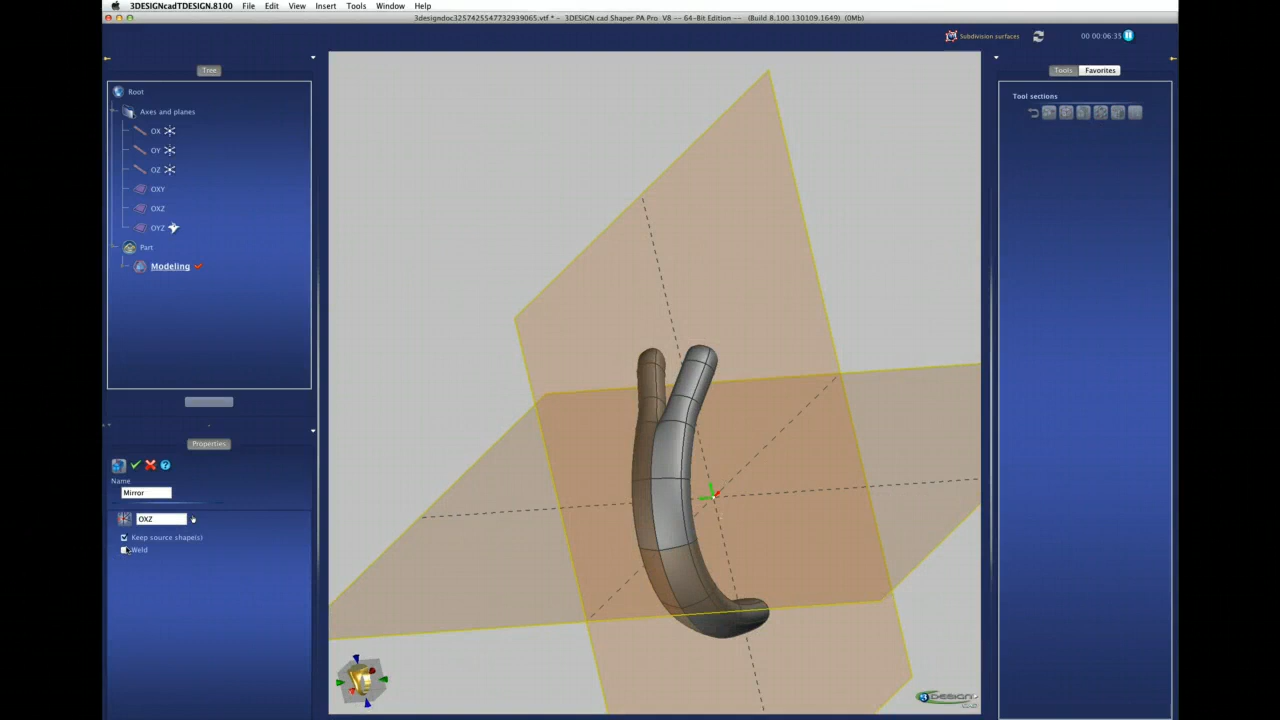 3DESIGNcadTDESIGN.8100 File Edit View Insert Tools Window Help
3designdoc3257425547732939065.vtf * - 3DESIGN cad Shaper PA Pro V8 -- 64-Bit Edition -- (Build 8.100 130109.1649) (0Mb)
Subdivision surfaces 00 00:06:35
Tree
Tools Favorites
Root
Tool sections
Axes and planes
OX
OY
OZ
OXY
OXZ
OYZ
Part
Modeling
Properties
Name
Mirror
OXZ
Keep source shape(s)
Weld
3DESIGN